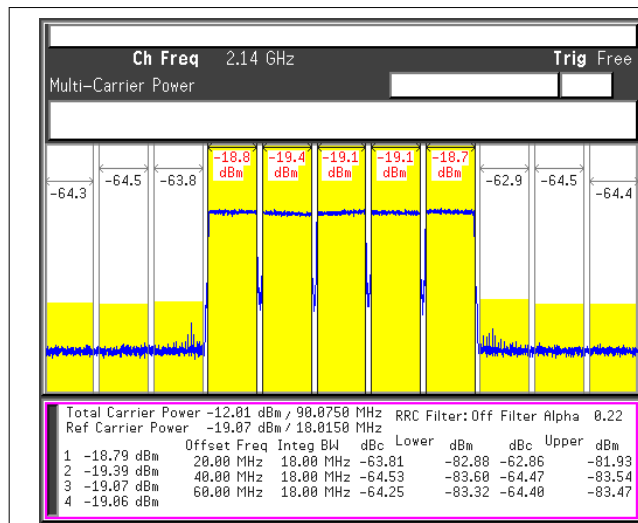 Ch Freq 2.14 GHz Trig Free
Multi-Carrier Power
-18.8 -19.4 -19.1 -19.1 -18.7
dBm dBm dBm dBm dBm
-64.3 -64.5 -63.8 -62.9 -64.5 -64.4
Total Carrier Power -12.01 dBm/ 90.0750 MHz RRC Filter:Off Filter Alpha 0.22
Ref Carrier Power -19.07 dBm/ 18.0150 MHz
Lower Upper
Offset Freq Integ BW dBc dBm dBc dBm
1 -18.79 dBm 20.00 MHz 18.00 MHz -63.81 -82.88 -62.86 -81.93
2 -19.39 dBm 40.00 MHz 18.00 MHz -64.53 -83.60 -64.47 -83.54
3 -19.07 dBm 60.00 MHz 18.00 MHz -64.25 -83.32 -64.40 -83.47
4 -19.06 dBm